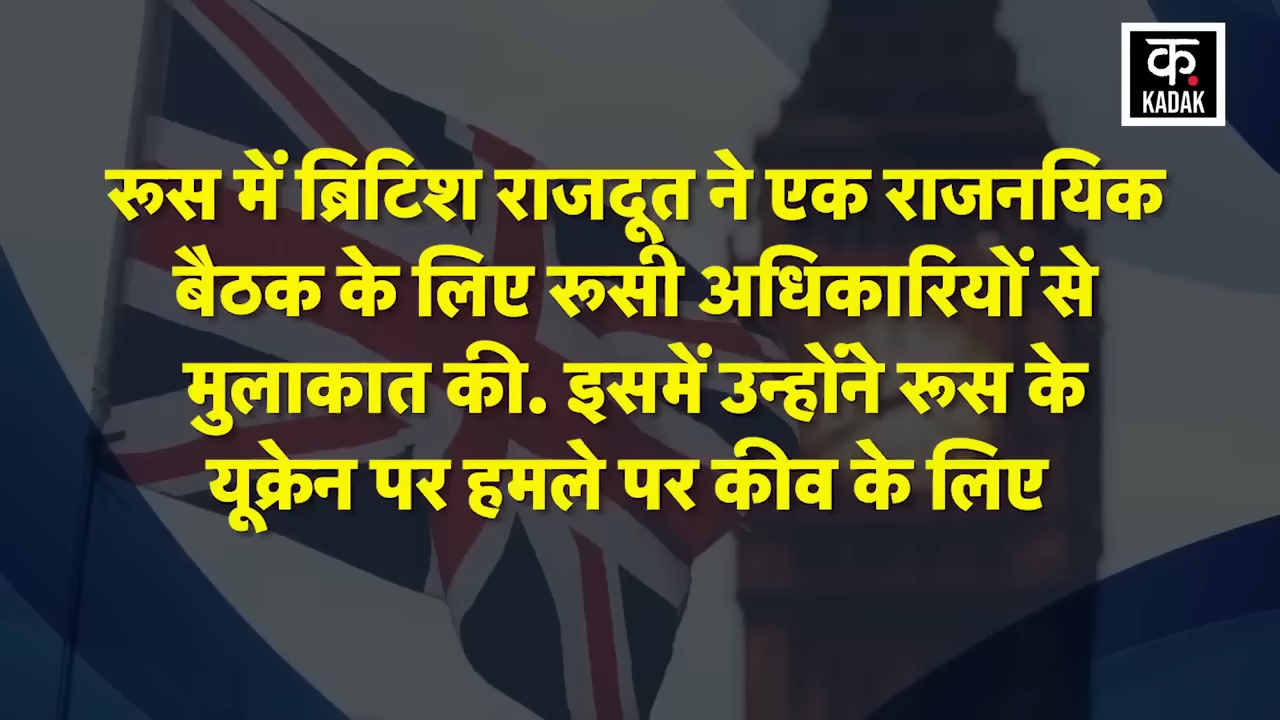 क
KADAK
रूस में ब्रिटिश राजदूत ने एक राजनयिक
बैठक के लिए रूसी अधिकारियों से
मुलाकात की. इसमें उन्होंने रूस के
यूक्रेन पर हमले पर कीव के लिए